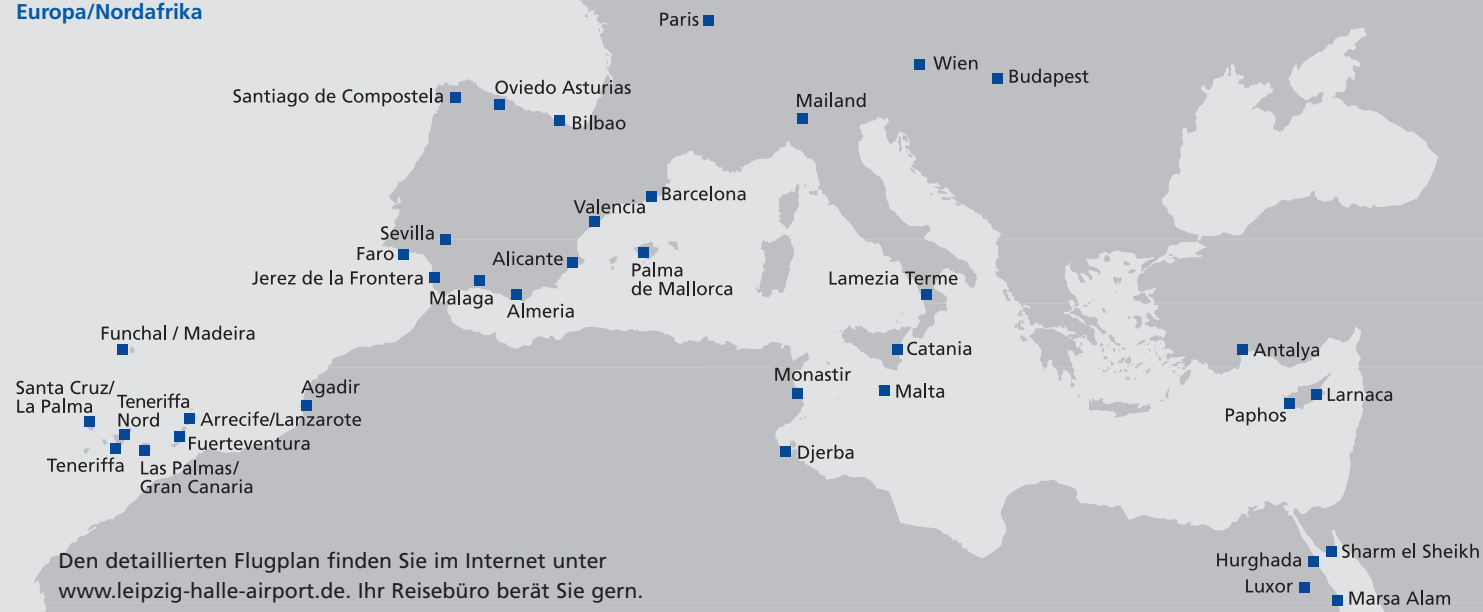 Europa/Nordafrika
Paris
Wien
Budapest
Santiago de Compostela
Oviedo Asturias
Mailand
Bilbao
Barcelona
Valencia
Sevilla
Faro
Alicante
Jerez de la Frontera
Palma
de Mallorca
Malaga
Almeria
Lamezia Terme
Funchal / Madeira
Catania
Antalya
Monastir
Malta
Santa Cruz/
La Palma
Teneriffa
Nord
Agadir
Arrecife/Lanzarote
Larnaca
Paphos
Fuerteventura
Djerba
Teneriffa
Las Palmas/
Gran Canaria
Den detaillierten Flugplan finden Sie im Internet unter
www.leipzig-halle-airport.de. Ihr Reisebüro berät Sie gern.
Sharm el Sheikh
Hurghada
Luxor
Marsa Alam